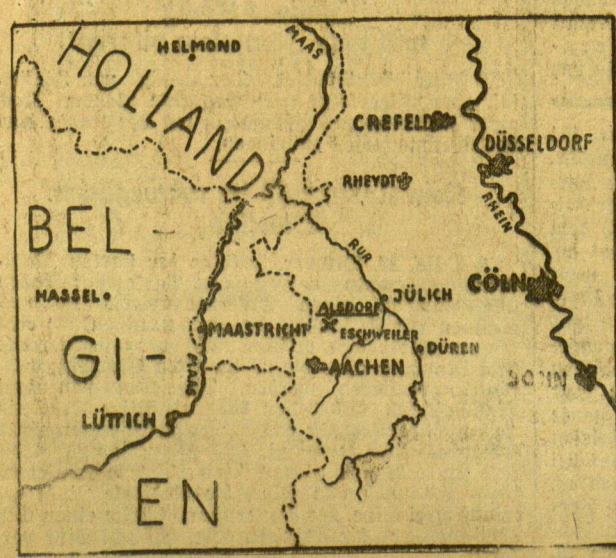 HELMOND
MAAS
HOLLAND
CREFELD
DÜSSELDORF
RHEYDT
RHEIN
BEL-
RUR
HASSEL
CÖLN
JÜLICH
ALSDORF
MAASTRICHT
ESCHWEILER
GI-
DÜREN
AACHEN
MAAS
BONN
LÜTTICH
EN